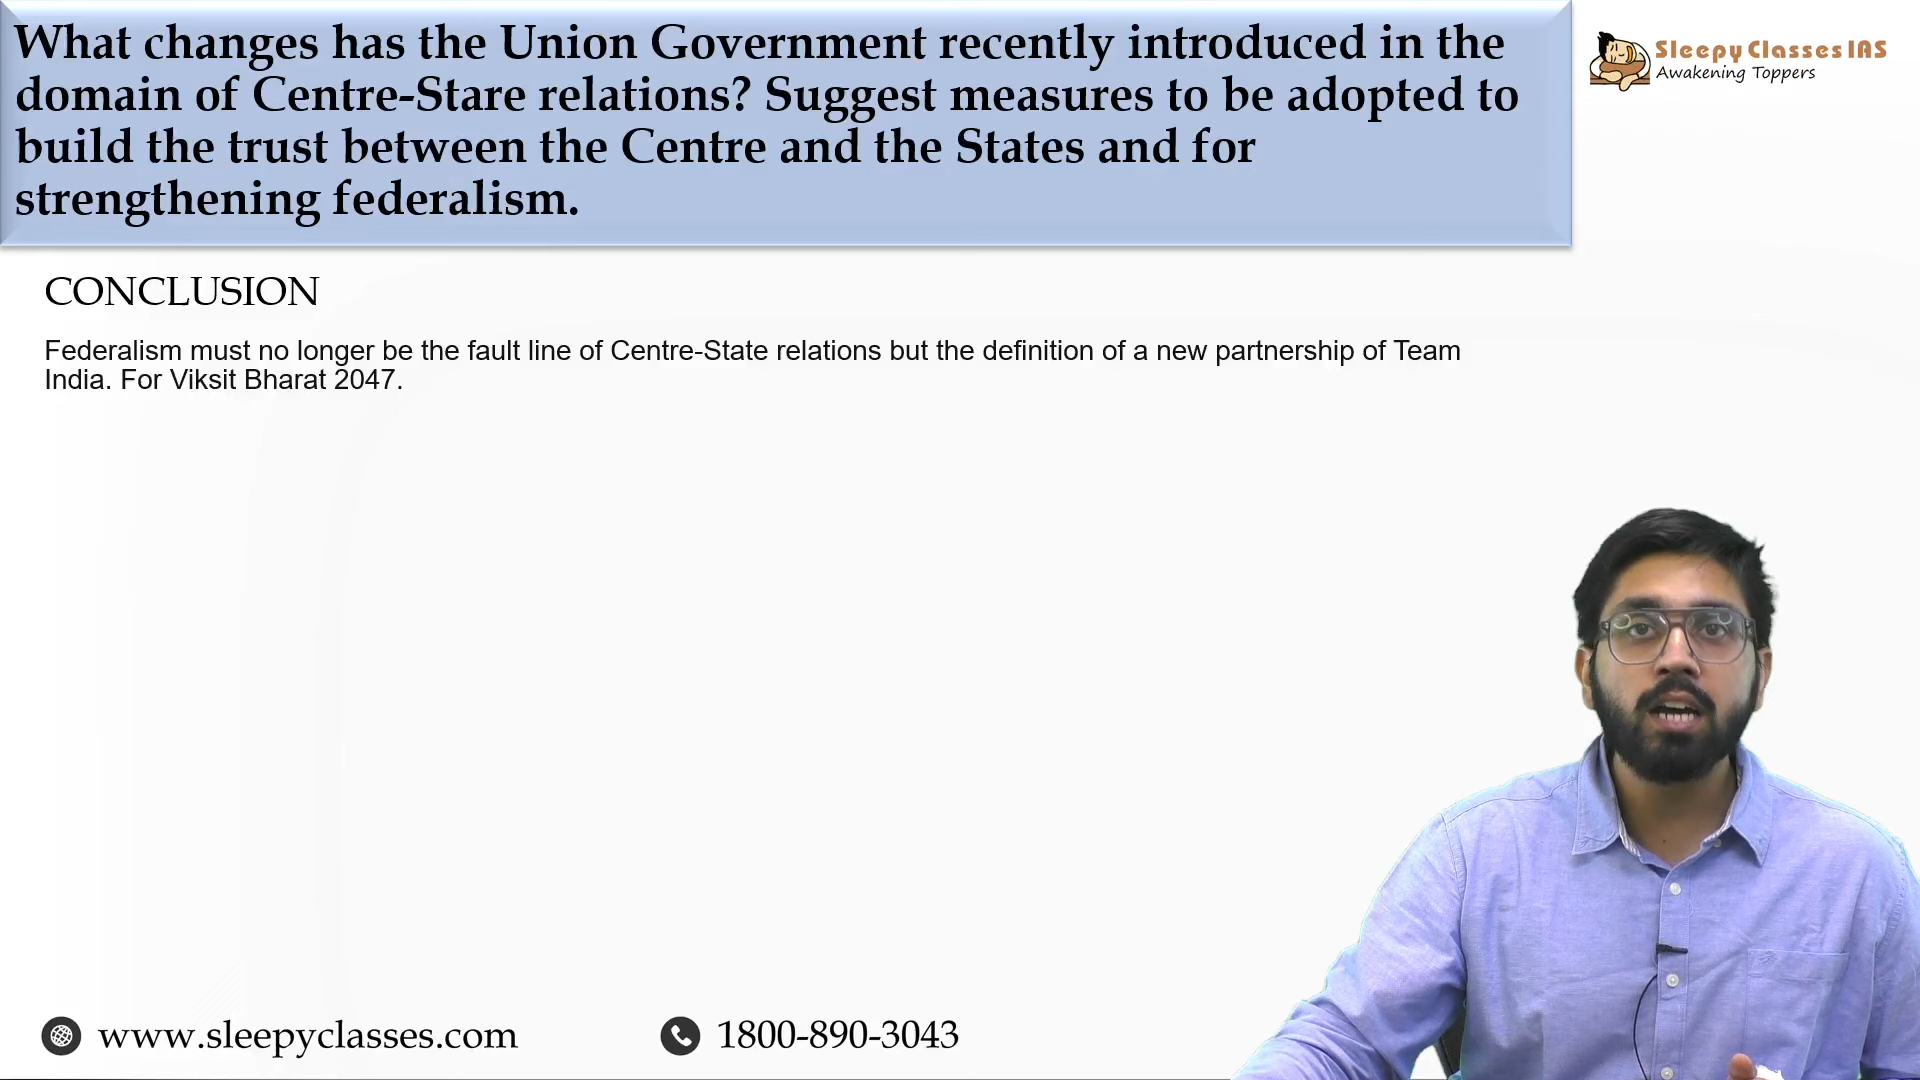 What changes has the Union Government recently introduced in the
domain of Centre-Stare relations? Suggest measures to be adopted to
build the trust between the Centre and the States and for
strengthening federalism.
Sleepy Classes IAS
Awakening Toppers
CONCLUSION
Federalism must no longer be the fault line of Centre-State relations but the definition of a new partnership of Team
India. For Viksit Bharat 2047.
www.sleepyclasses.com
1800-890-3043